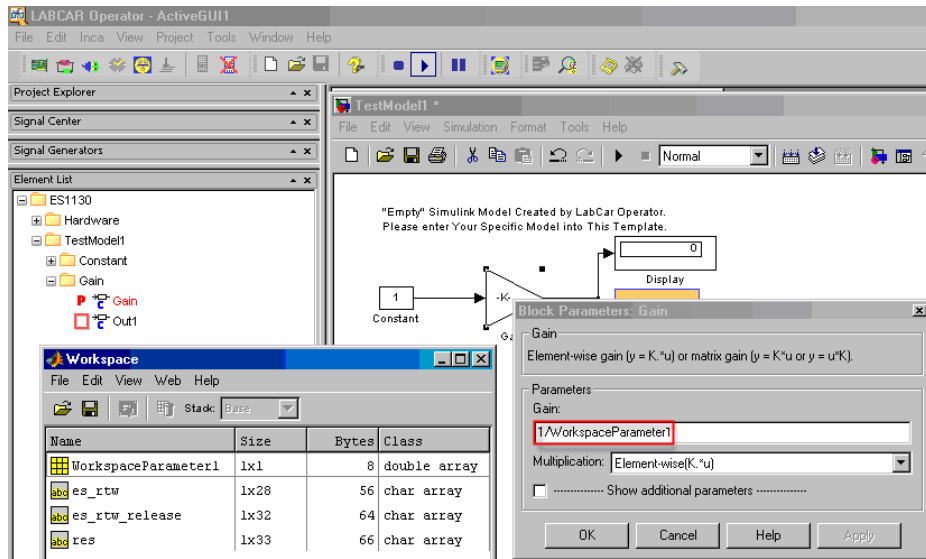 LABCAR Operator - ActiveGUI1
File Edit Inca View Project Tools Window Help
Project Explorer
Signal Center
Signal Generators
Element List
ES1130
Hardware
TestModel1
Constant
Gain
P Gain
Out1
TestModel1 *
File Edit View Simulation Format Tools Help
Normal
"Empty" Simulink Model Created by LabCar Operator.
Please enter Your Specific Model into This Template.
0
Display
1
Constant
-K-
Workspace
File Edit View Web Help
Stack: Base
Name Size Bytes Class
WorkspaceParameter1 1x1 8 double array
abc es_rtw 1x28 56 char array
abc es_rtw_release 1x32 64 char array
abc res 1x33 66 char array
Block Parameters: Gain
Gain
Element-wise gain (y = K.*u) or matrix gain (y = K*u or y = u*K).
Parameters
Gain:
1/WorkspaceParameter1
Multiplication: Element-wise(K.*u)
--------------- Show additional parameters ---------------
OK Cancel Help Apply